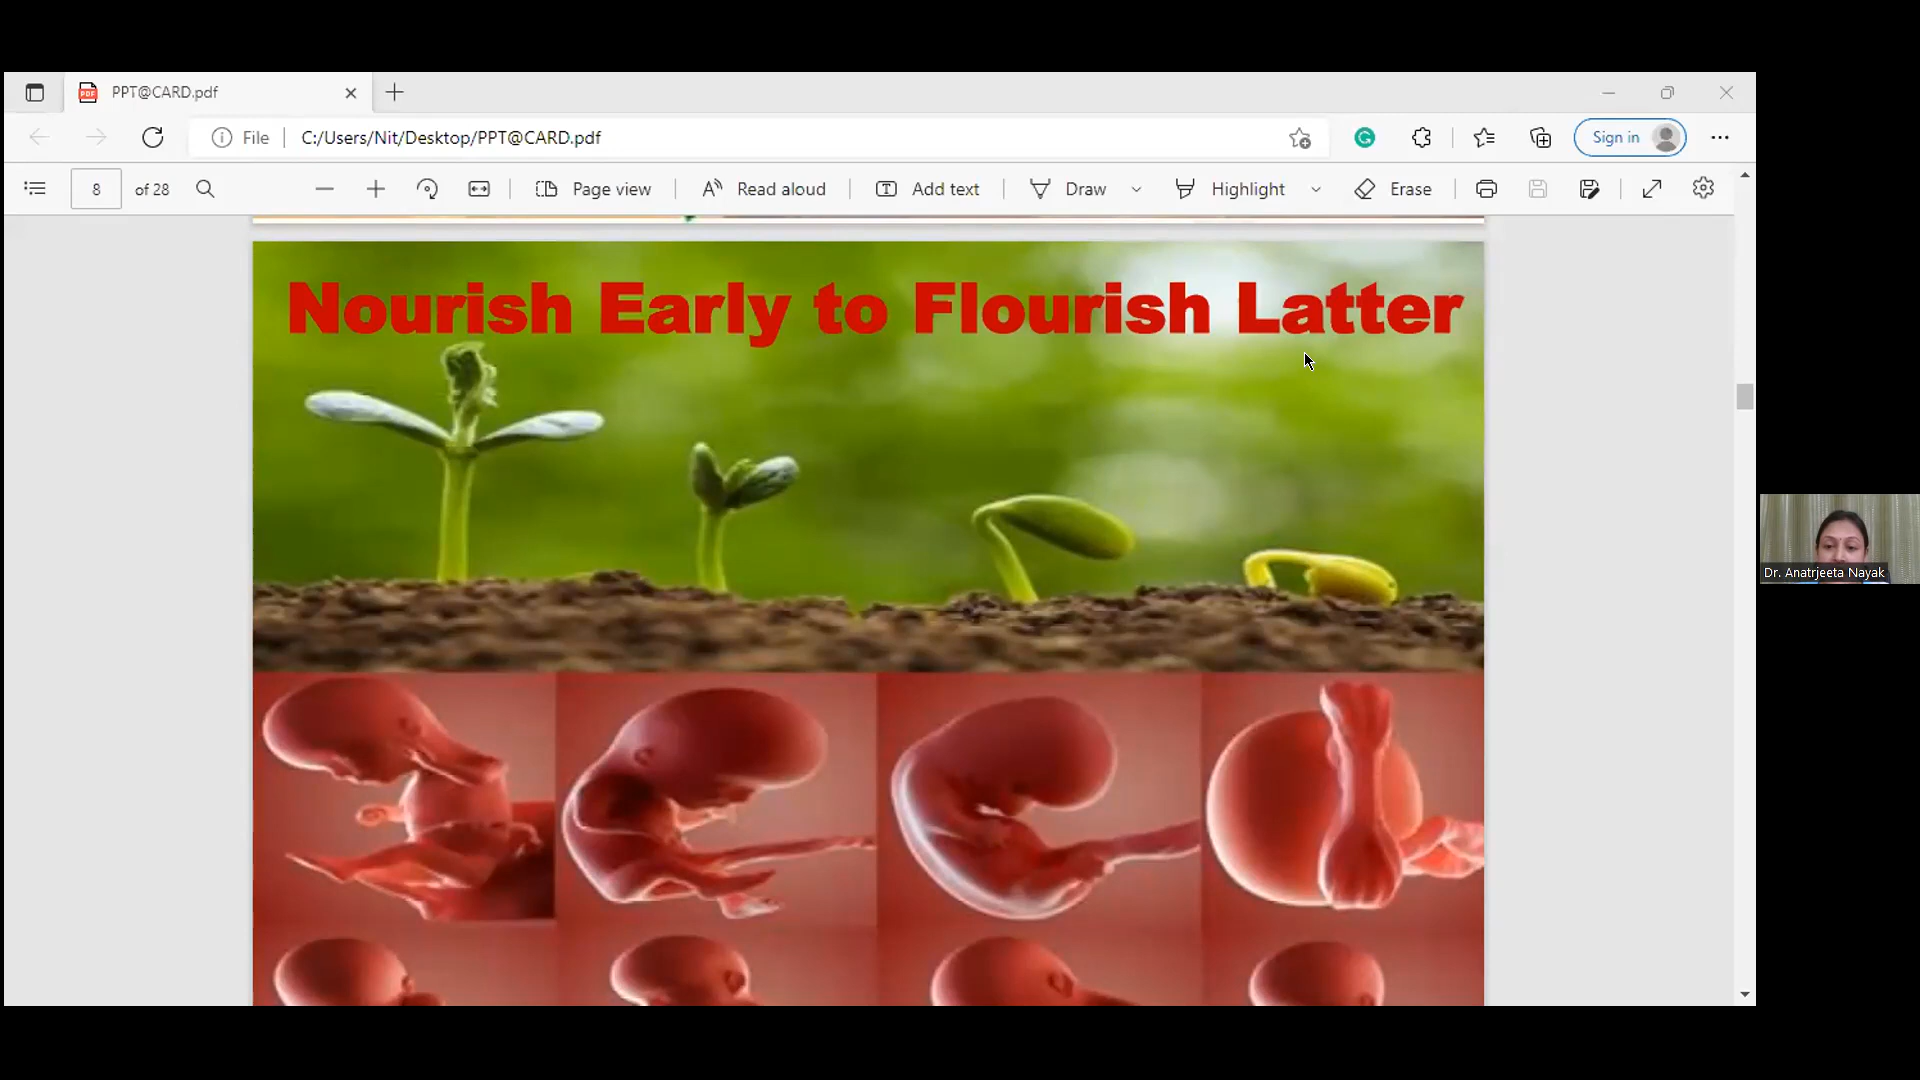 PPT@CARD.pdf
File C:/Users/Nit/Desktop/PPT@CARD.pdf Sign in
8 of 28 Page view Read aloud Add text Draw Highlight Erase
Nourish Early to Flourish Latter
Dr. Anatrjeeta Nayak